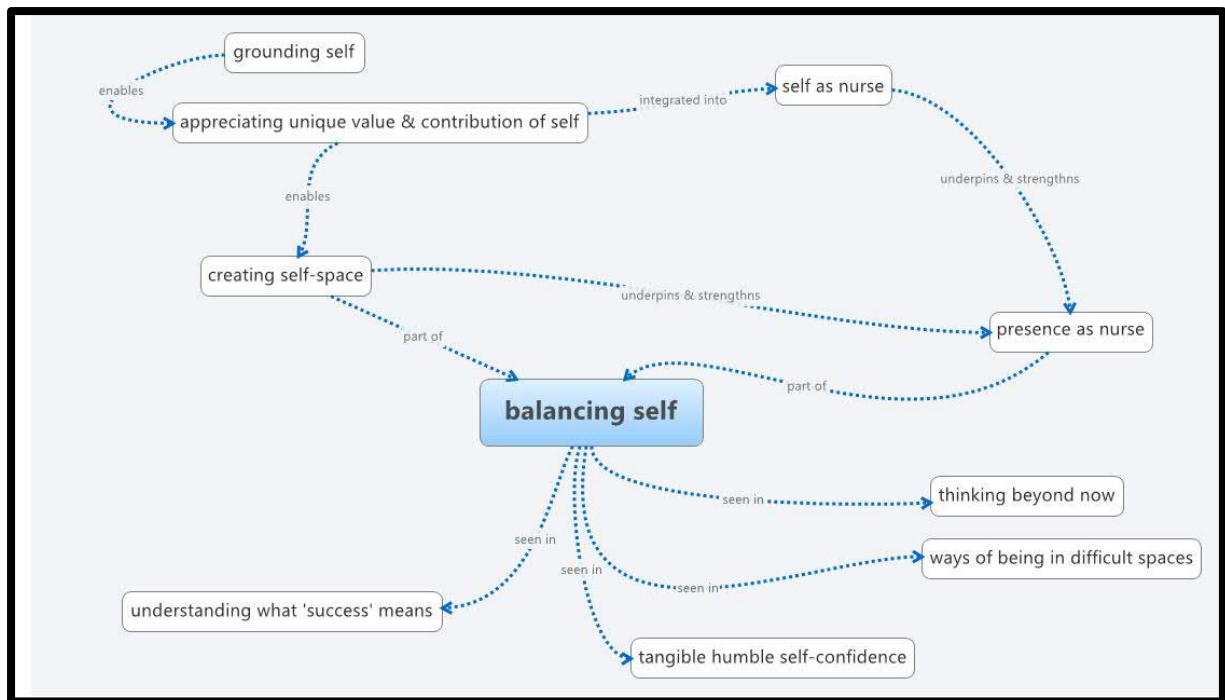 grounding self
self as nurse
enables
integrated into
appreciating unique value & contribution of self
underpins & strengthns
enables
creating self-space
underpins & strengthns
presence as nurse
part of
part of
balancing self
thinking beyond now
seen in
seen in
ways of being in difficult spaces
seen in
seen in
understanding what 'success' means
tangible humble self-confidence